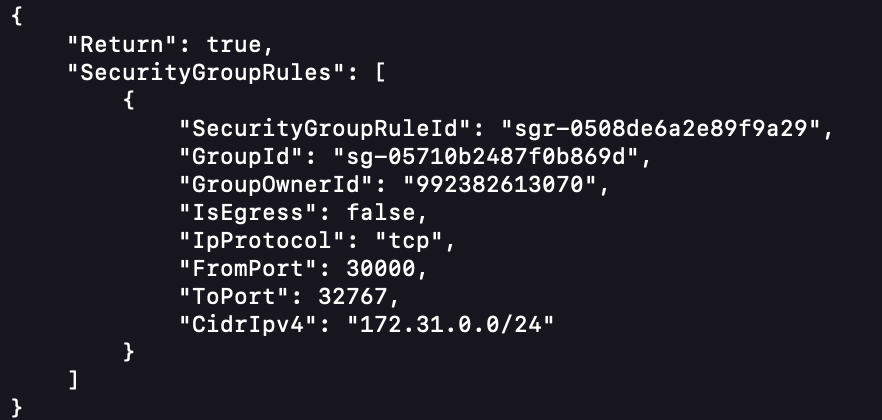 {
    "Return": true,
    "SecurityGroupRules": [
        {
            "SecurityGroupRuleId": "sgr-0508de6a2e89f9a29",
            "GroupId": "sg-05710b2487f0b869d",
            "GroupOwnerId": "992382613070",
            "IsEgress": false,
            "IpProtocol": "tcp",
            "FromPort": 30000,
            "ToPort": 32767,
            "CidrIpv4": "172.31.0.0/24"
        }
    ]
}